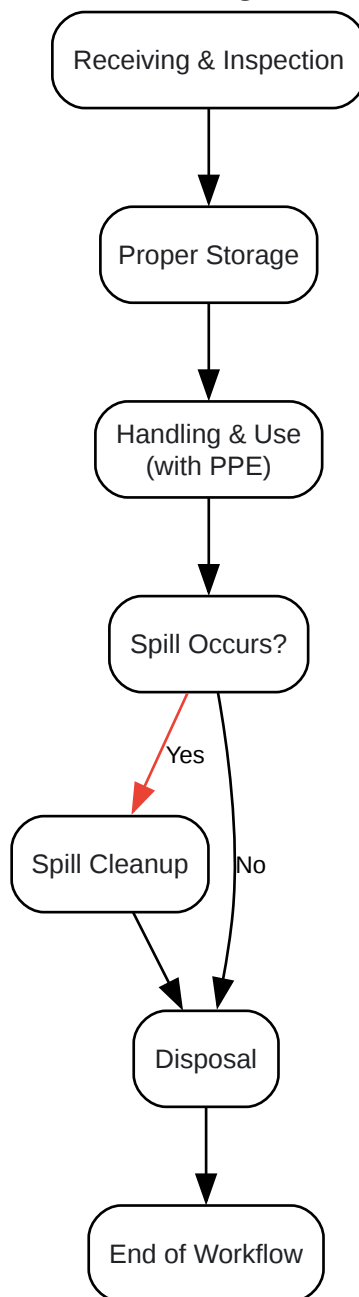 Receiving & Inspection
Proper Storage
Handling & Use
(with PPE)
Spill Occurs?
Yes
Spill Cleanup
No
Disposal
End of Workflow